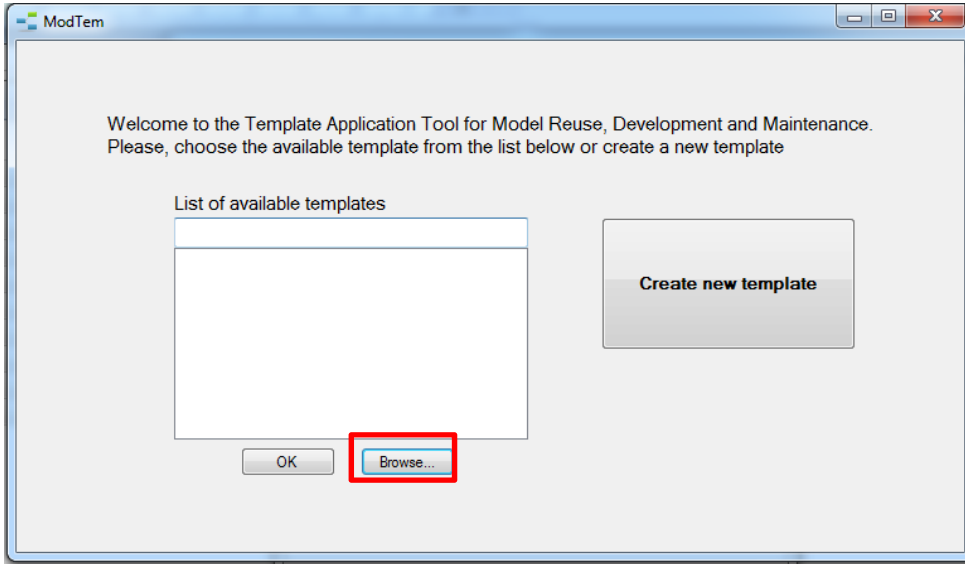 ModTem
Welcome to the Template Application Tool for Model Reuse, Development and Maintenance.
Please, choose the available template from the list below or create a new template
List of available templates
Create new template
OK
Browse...